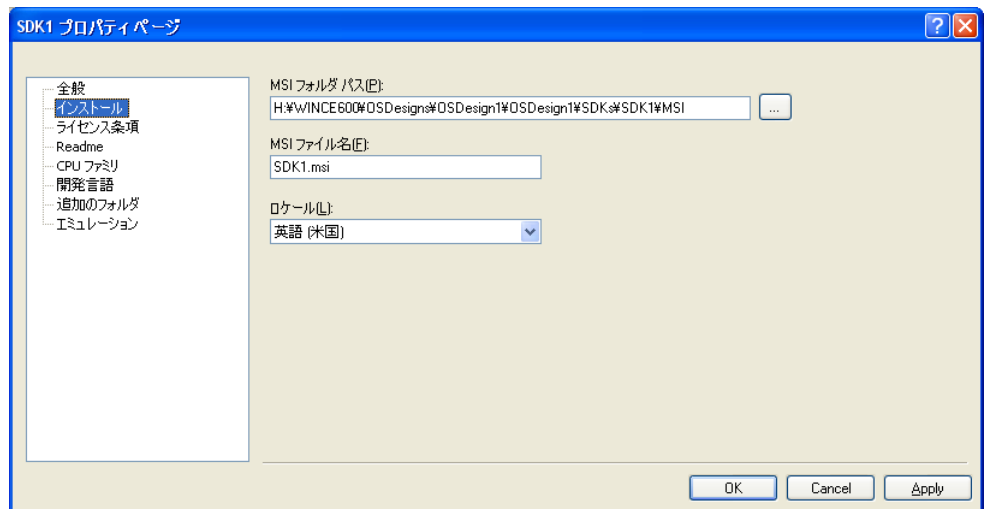 SDK1 プロパティ ページ
全般
インストール
ライセンス条項
Readme
CPU ファミリ
開発言語
追加のフォルダ
エミュレーション
MSI フォルダ パス(P):
H:¥WINCE600¥OSDesigns¥OSDesign1¥OSDesign1¥SDKs¥SDK1¥MSI
...
MSI ファイル名(F):
SDK1.msi
ロケール(L):
英語 (米国)
OK
Cancel
Apply